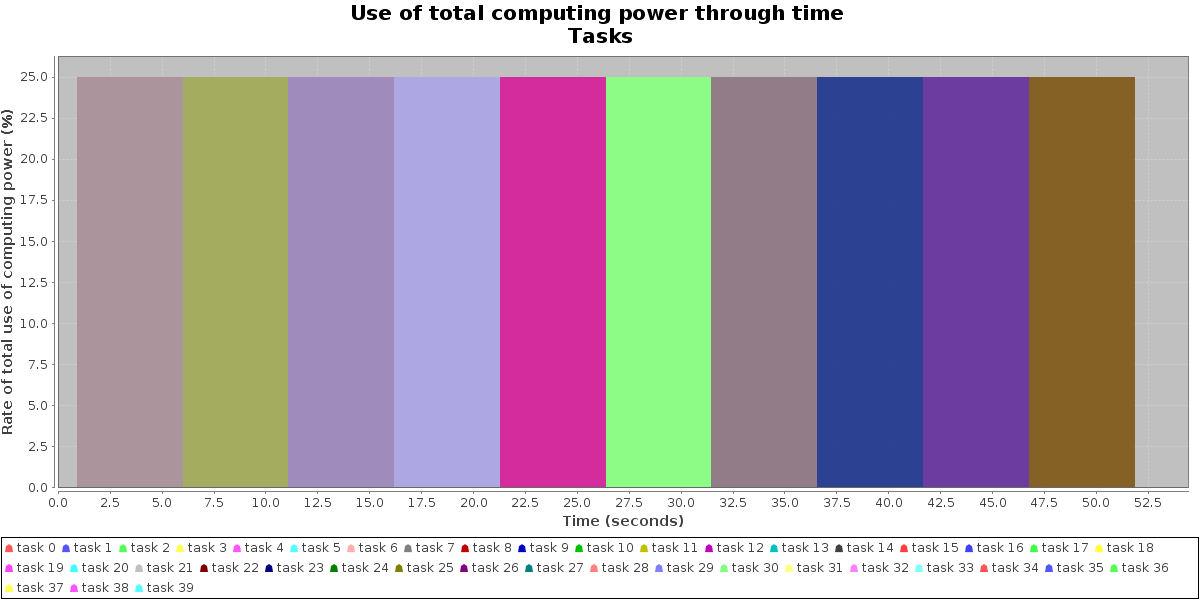 Use of total computing power through time
Tasks
Rate of total use of computing power (%)
25.0
22.5
20.0
17.5
15.0
12.5
10.0
7.5
5.0
2.5
0.0
0.0 2.5 5.0 7.5 10.0 12.5 15.0 17.5 20.0 22.5 25.0 27.5 30.0 32.5 35.0 37.5 40.0 42.5 45.0 47.5 50.0 52.5
Time (seconds)
task 0 task 1 task 2 task 3 task 4 task 5 task 6 task 7 task 8 task 9 task 10 task 11 task 12 task 13 task 14 task 15 task 16 task 17 task 18
task 19 task 20 task 21 task 22 task 23 task 24 task 25 task 26 task 27 task 28 task 29 task 30 task 31 task 32 task 33 task 34 task 35 task 36
task 37 task 38 task 39